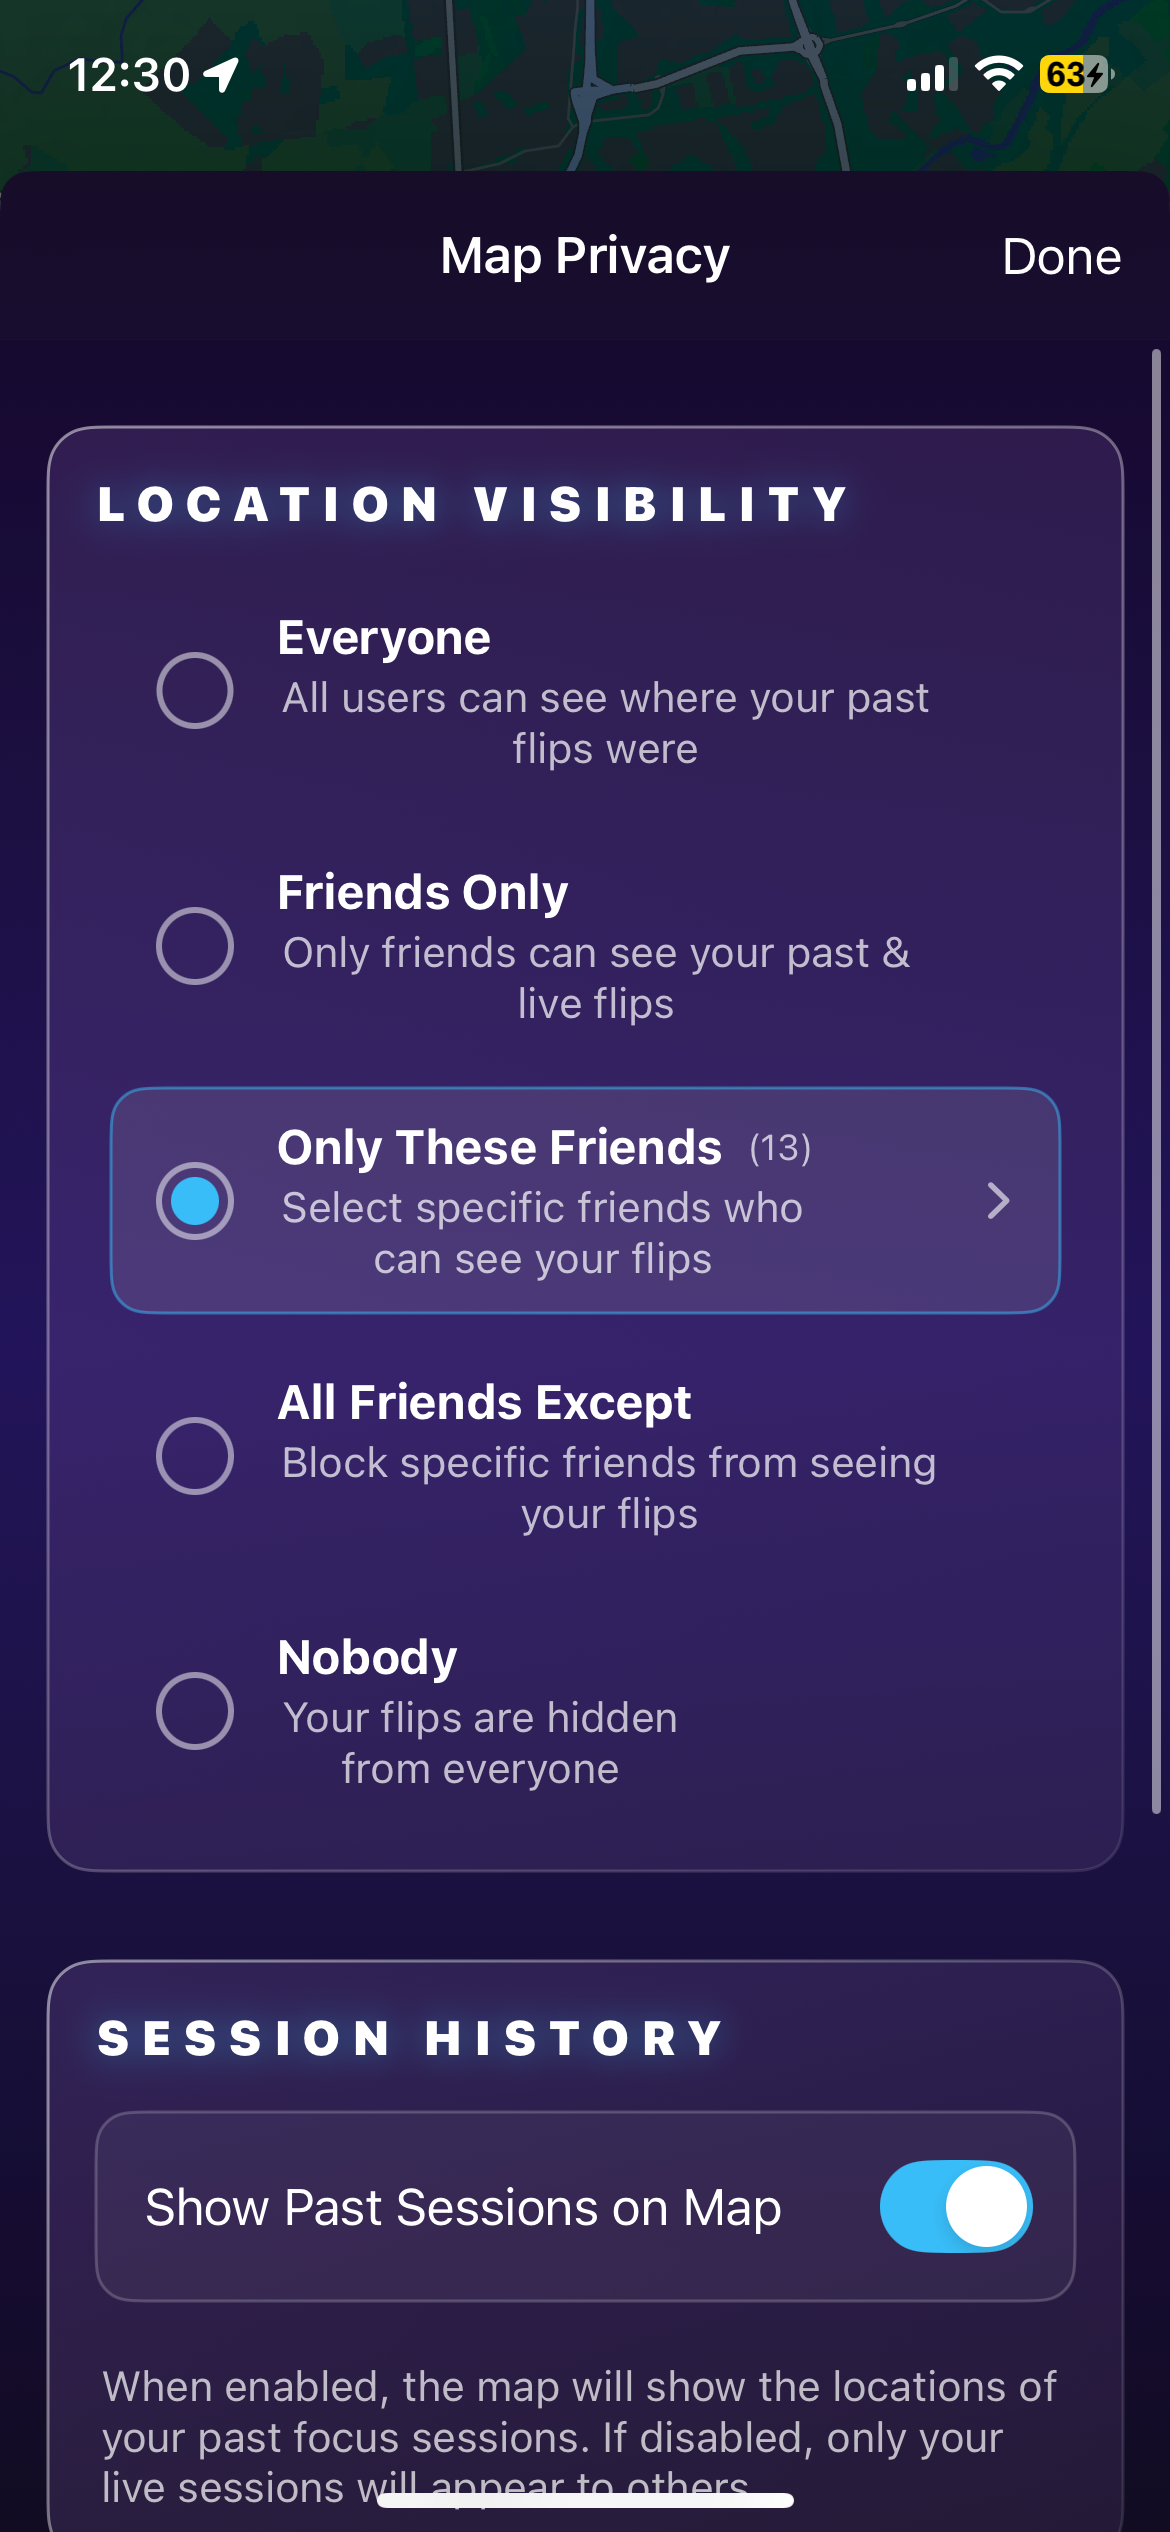 12:30
63
Map Privacy
Done
LOCATION VISIBILITY
Everyone
All users can see where your past
flips were
Friends Only
Only friends can see your past &
live flips
Only These Friends (13)
Select specific friends who
can see your flips
All Friends Except
Block specific friends from seeing
your flips
Nobody
Your flips are hidden
from everyone
SESSION HISTORY
Show Past Sessions on Map
When enabled, the map will show the locations of
your past focus sessions. If disabled, only your
live sessions will appear to others.